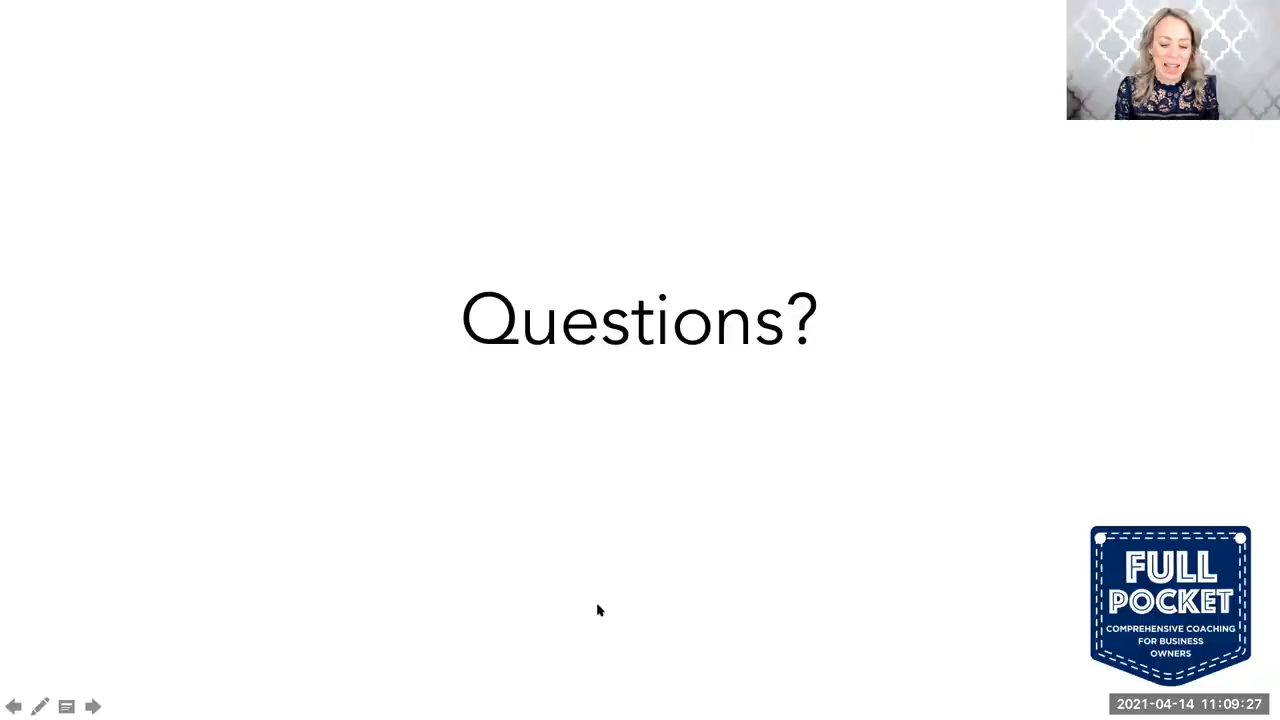 Questions?
FULL
POCKET
COMPREHENSIVE COACHING
FOR BUSINESS
OWNERS
2021-04-14 11:09:27